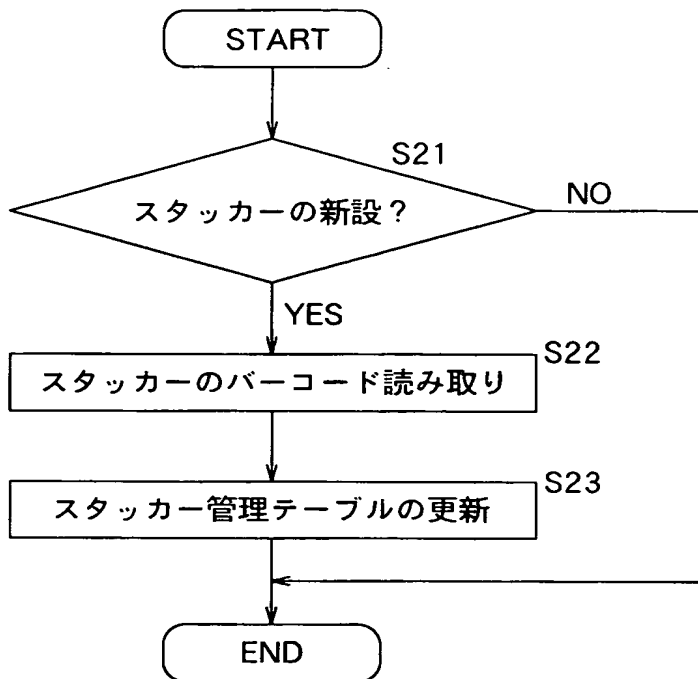 START
S21
スタッカーの新設？
NO
YES
S22
スタッカーのバーコード読み取り
S23
スタッカー管理テーブルの更新
END